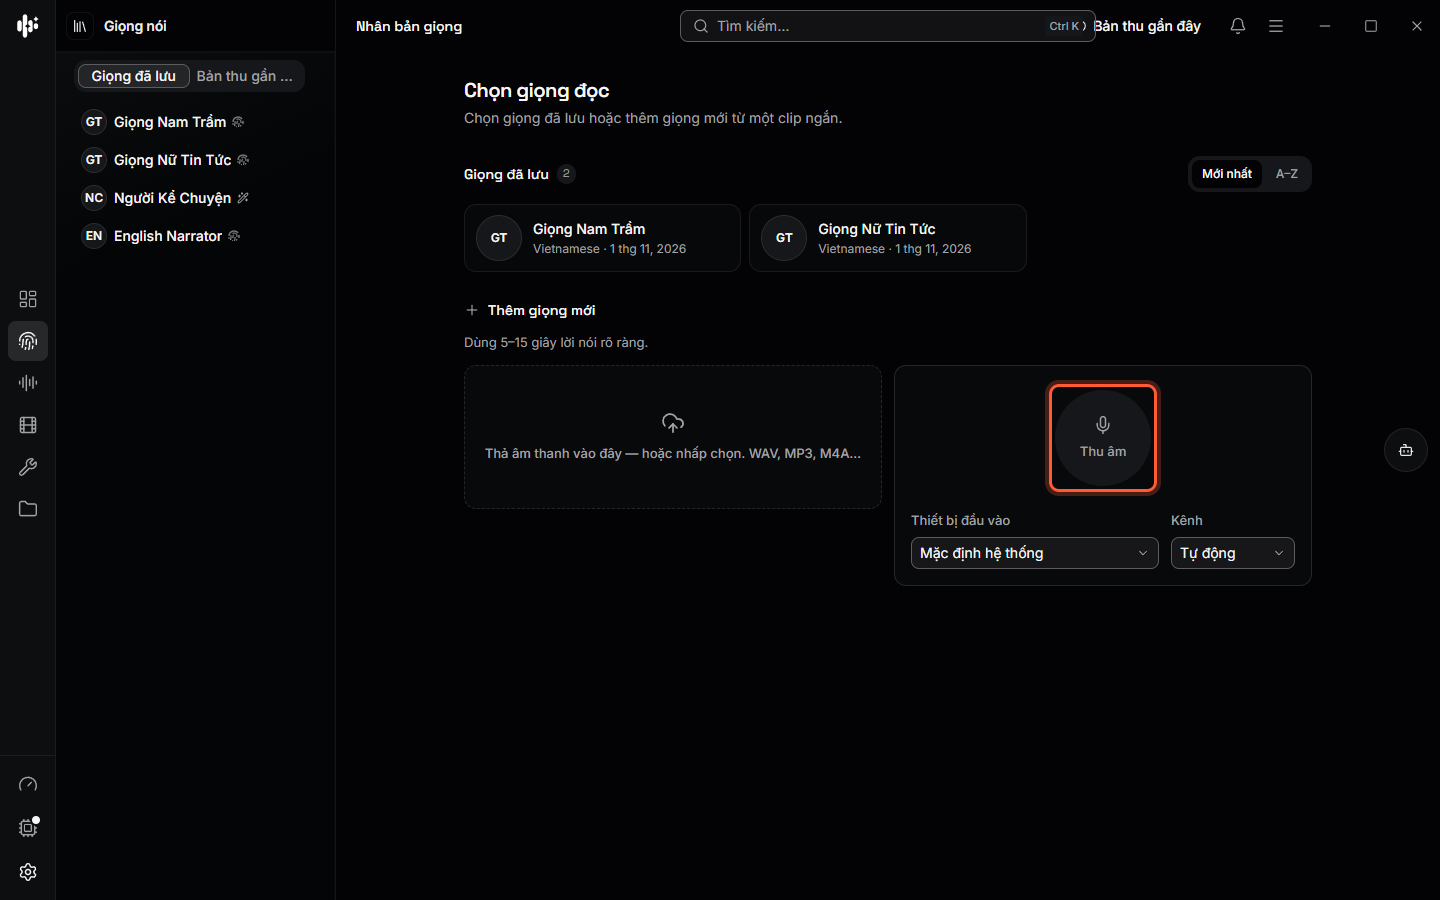 Giọng nói
Nhân bản giọng
Tìm kiếm...
Ctrl K
Bản thu gần đây
Giọng đã lưu
Bản thu gần ...
GT Giọng Nam Trầm
GT Giọng Nữ Tin Tức
NC Người Kể Chuyện
EN English Narrator
Chọn giọng đọc
Chọn giọng đã lưu hoặc thêm giọng mới từ một clip ngắn.
Giọng đã lưu 2
Mới nhất
A–Z
GT
Giọng Nam Trầm
Vietnamese · 1 thg 11, 2026
GT
Giọng Nữ Tin Tức
Vietnamese · 1 thg 11, 2026
Thêm giọng mới
Dùng 5–15 giây lời nói rõ ràng.
Thả âm thanh vào đây — hoặc nhấp chọn. WAV, MP3, M4A...
Thu âm
Thiết bị đầu vào
Kênh
Mặc định hệ thống
Tự động